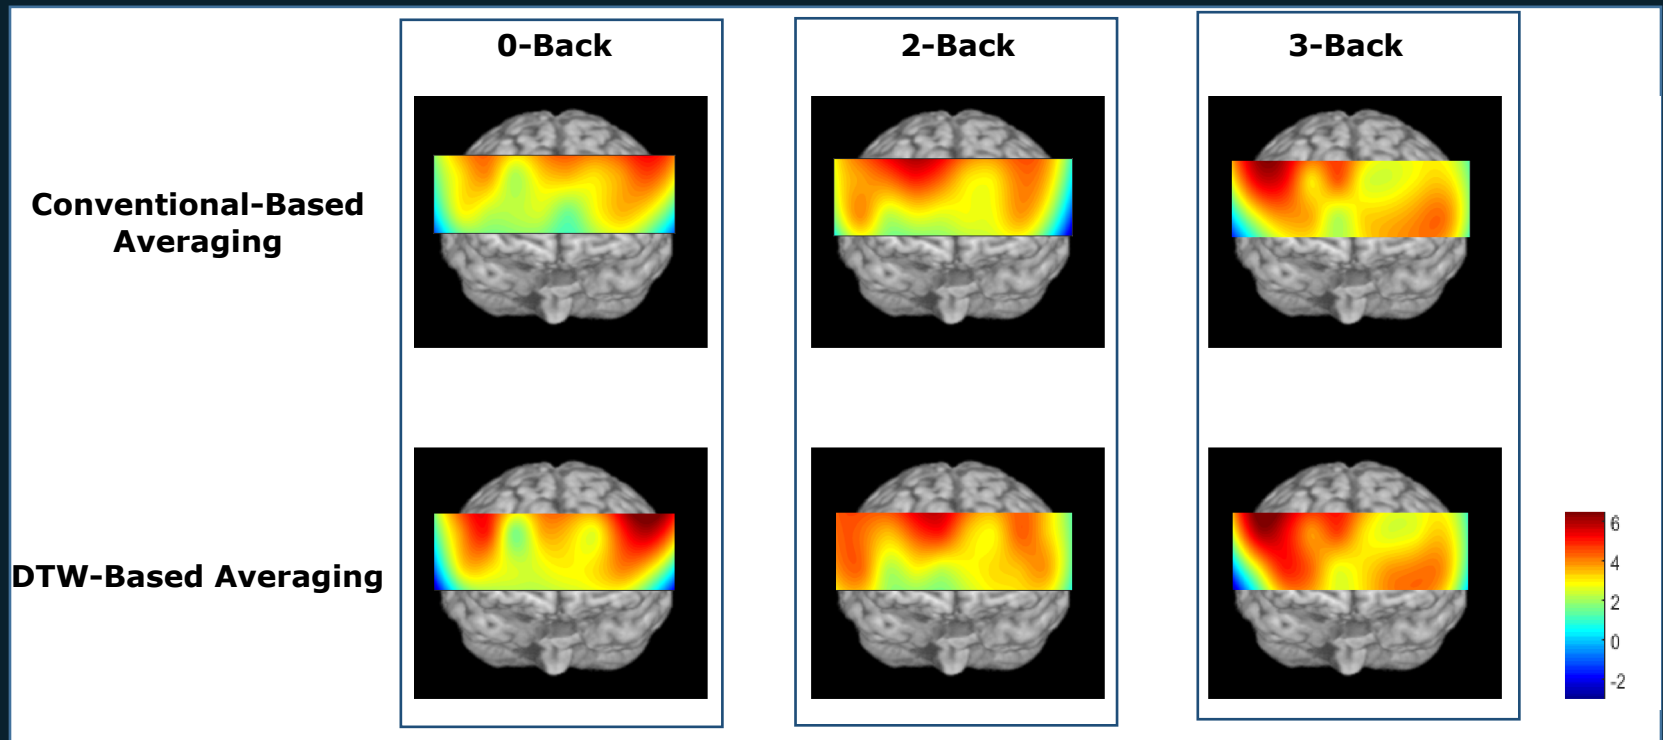 0-Back
2-Back
3-Back
Conventional-Based
Averaging
DTW-Based Averaging
6
4
2
0
-2